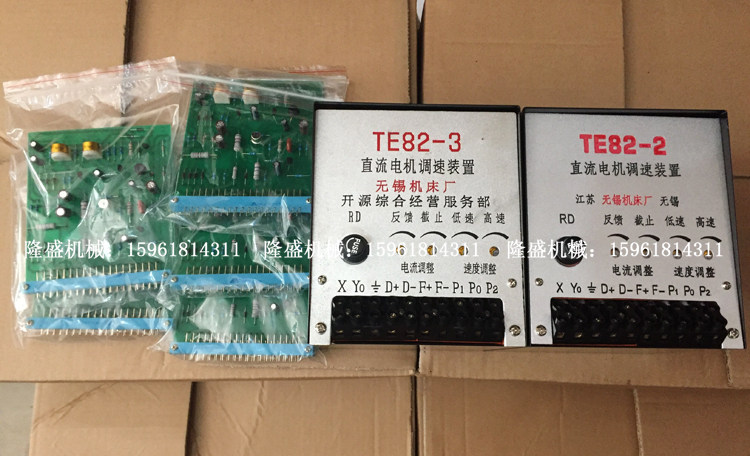 TE82-3
直流电机调速装置
无锡机床厂
开源综合经营服务部
RD 反馈 截止 低速 高速
FUSE
电流调整 速度调整
X Yo ⏚ D+ D- F+ F- P1 P0 P2
TE82-2
直流电机调速装置
江苏 无锡机床厂 无锡
RD 反馈 截止 低速 高速
电流调整 速度调整
X Yo ⏚ D+ D- F+ F- P1 P0 P2
隆盛机械：15961814311 隆盛机械：15961814311 隆盛机械：15961814311